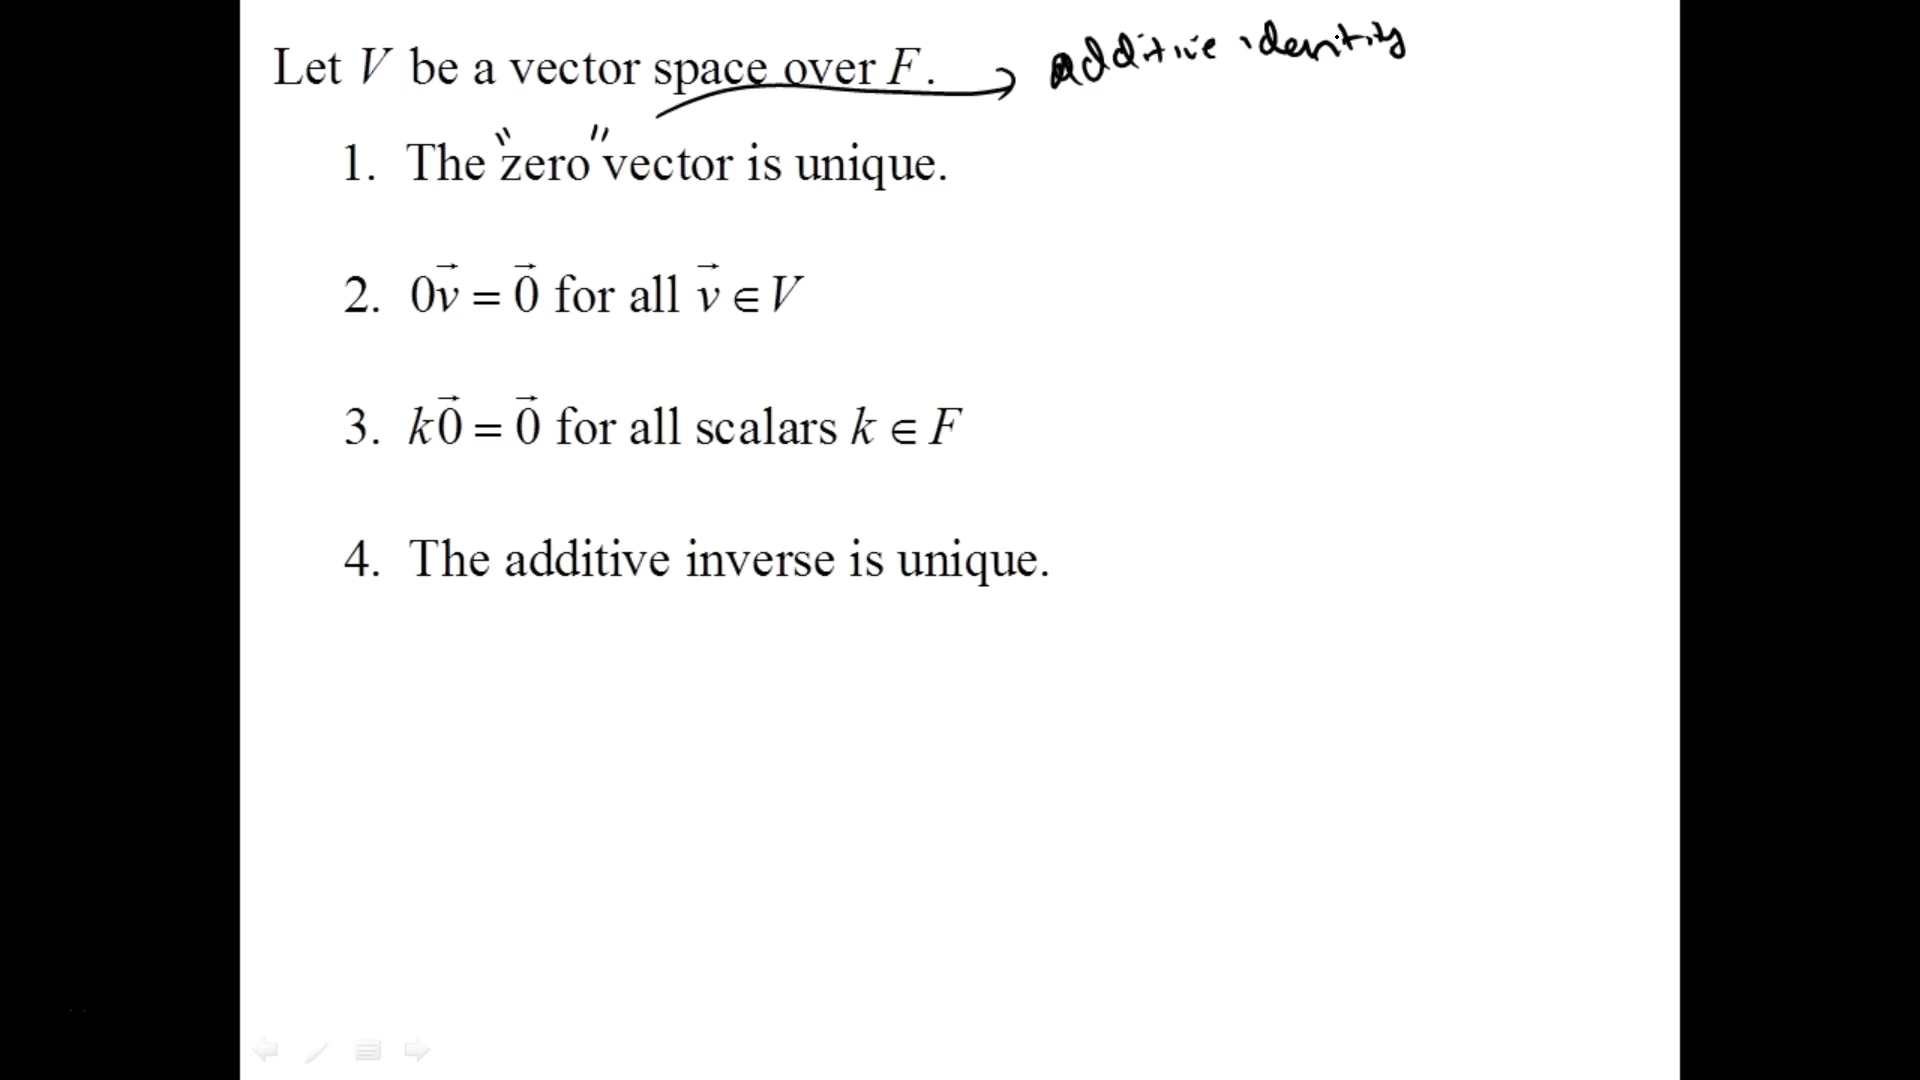 Let V be a vector space over F. → additive identity
1. The "zero" vector is unique.
2. 0v⃗ = 0⃗ for all v⃗ ∈ V
3. k0⃗ = 0⃗ for all scalars k ∈ F
4. The additive inverse is unique.